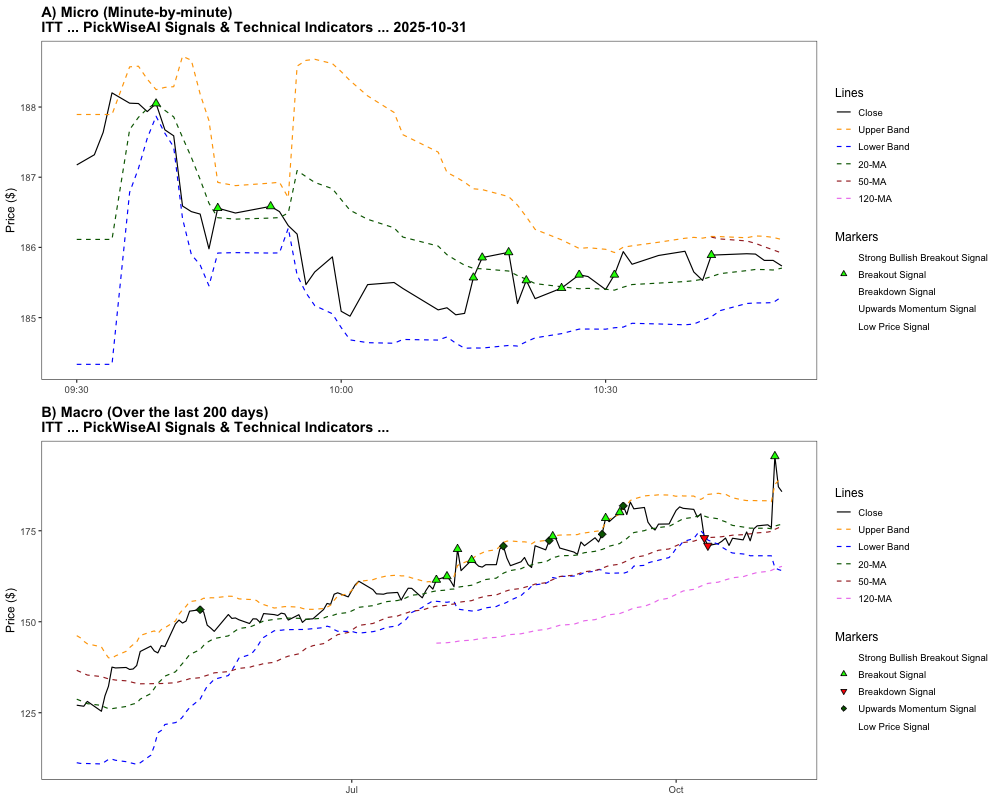 A) Micro (Minute-by-minute)
ITT ... PickWiseAI Signals & Technical Indicators ... 2025-10-31
Price ($)
188
187
186
185
09:30
10:00
10:30
Lines
Close
Upper Band
Lower Band
20-MA
50-MA
120-MA
Markers
Strong Bullish Breakout Signal
Breakout Signal
Breakdown Signal
Upwards Momentum Signal
Low Price Signal
B) Macro (Over the last 200 days)
ITT ... PickWiseAI Signals & Technical Indicators ...
Price ($)
175
150
125
Jul
Oct
Lines
Close
Upper Band
Lower Band
20-MA
50-MA
120-MA
Markers
Strong Bullish Breakout Signal
Breakout Signal
Breakdown Signal
Upwards Momentum Signal
Low Price Signal